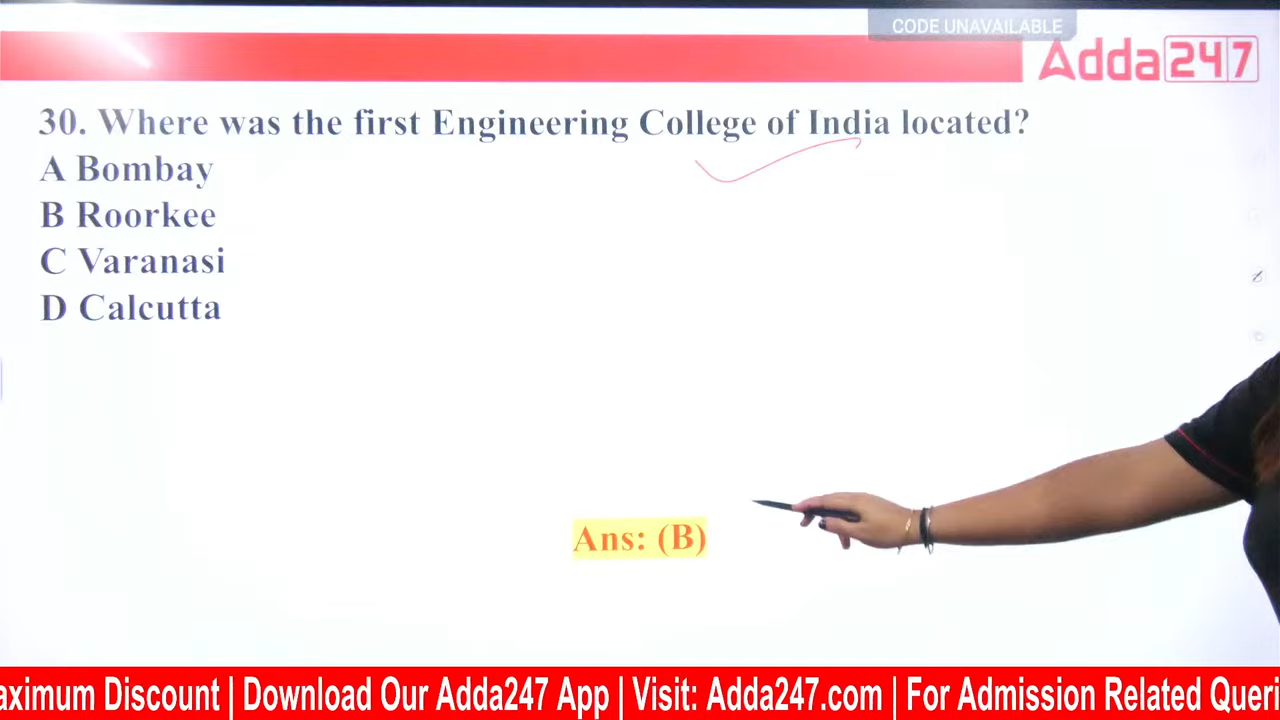 CODE UNAVAILABLE
Adda247
30. Where was the first Engineering College of India located?
A Bombay
B Roorkee
C Varanasi
D Calcutta
Ans: (B)
aximum Discount | Download Our Adda247 App | Visit: Adda247.com | For Admission Related Queri